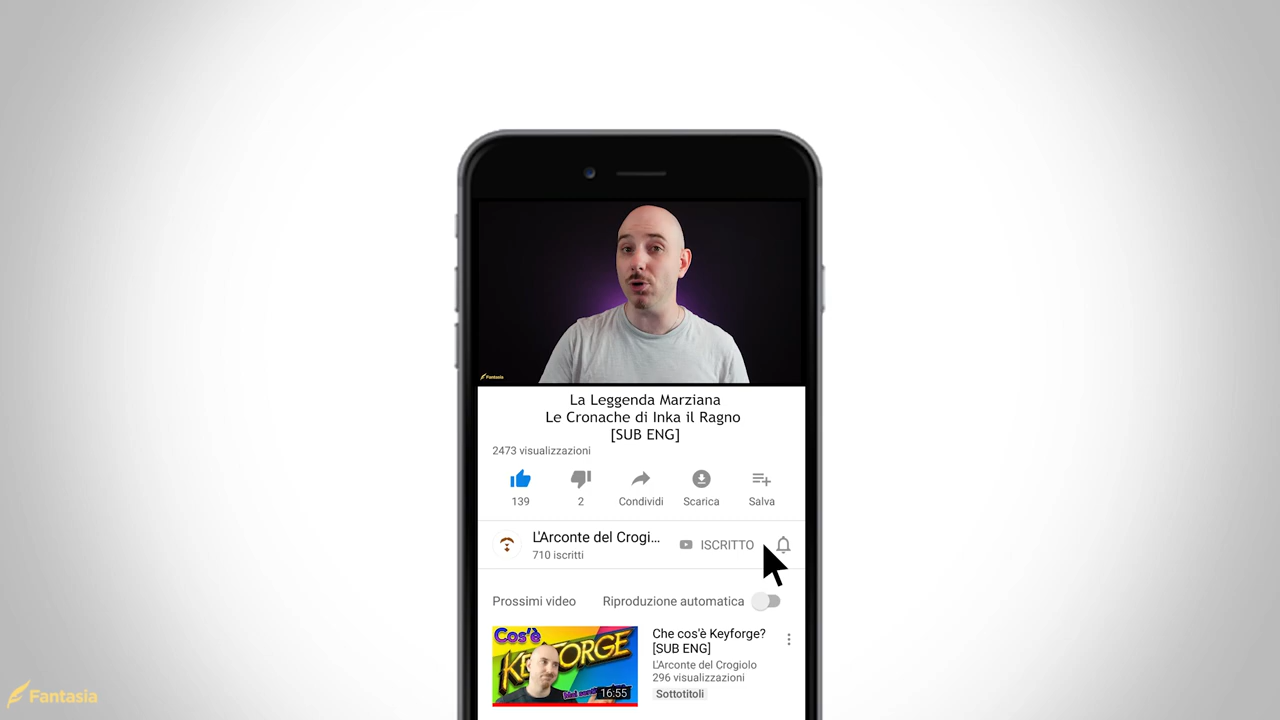 Fantasia
La Leggenda Marziana
Le Cronache di Inka il Ragno
[SUB ENG]
2473 visualizzazioni
139
2
Condividi
Scarica
Salva
L'Arconte del Crogi...
710 iscritti
ISCRITTO
Prossimi video
Riproduzione automatica
Cos'è
KEYFORGE
16:55
Che cos'è Keyforge?
[SUB ENG]
L'Arconte del Crogiolo
296 visualizzazioni
Sottotitoli
Fantasia